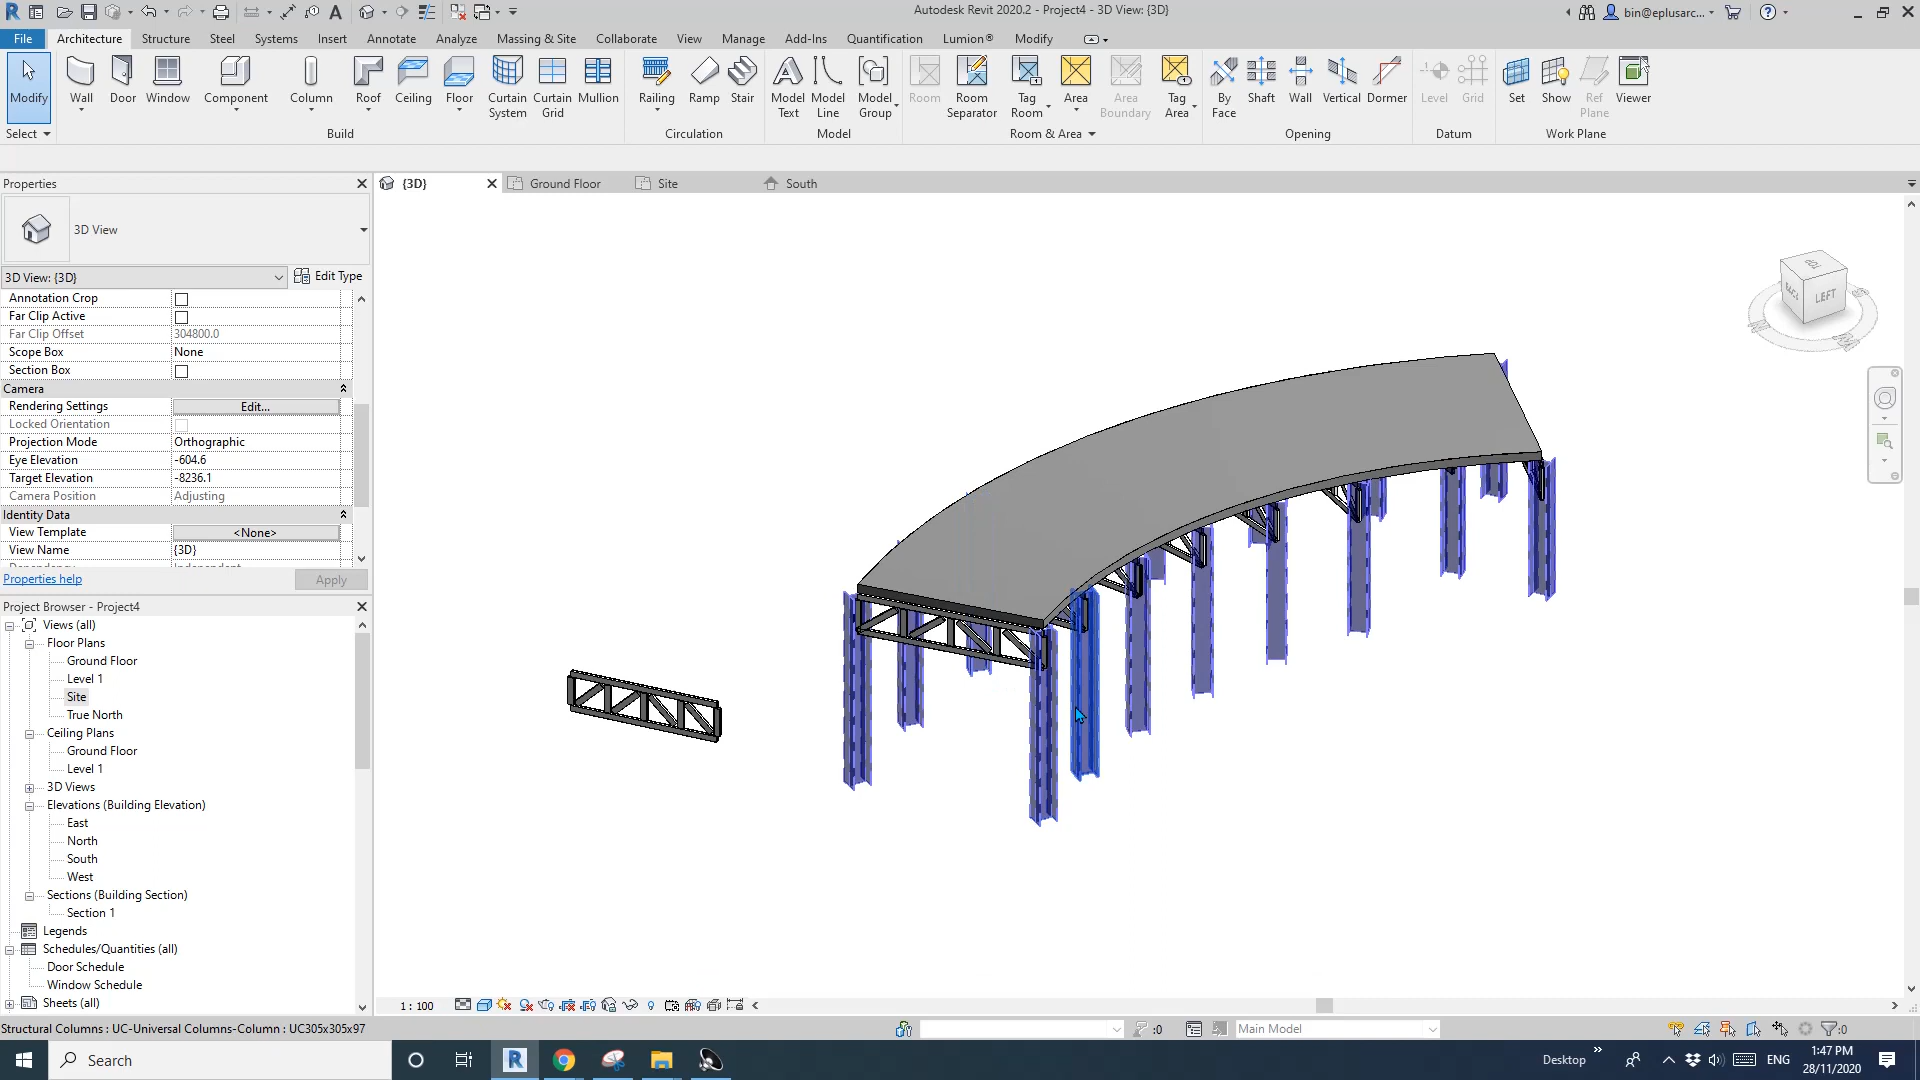 Autodesk Revit 2020.2 - Project4 - 3D View: {3D}
bin@eplusarc...
File Architecture Structure Steel Systems Insert Annotate Analyze Massing & Site Collaborate View Manage Add-Ins Quantification Lumion® Modify
Modify Wall Door Window Component Column Roof Ceiling Floor Curtain System Curtain Grid Mullion Railing Ramp Stair Model Text Model Line Model Group Room Room Separator Tag Room Area Area Boundary Tag Area By Face Shaft Wall Vertical Dormer Level Grid Set Show Ref Plane Viewer
Select Build Circulation Model Room & Area Opening Datum Work Plane
Properties
{3D} Ground Floor Site South
3D View
3D View: {3D} Edit Type
Annotation Crop
Far Clip Active
Far Clip Offset 304800.0
Scope Box None
Section Box
Camera
Rendering Settings Edit...
Locked Orientation
Projection Mode Orthographic
Eye Elevation -604.6
Target Elevation -8236.1
Camera Position Adjusting
Identity Data
View Template <None>
View Name {3D}
Properties help Apply
Project Browser - Project4
Views (all)
Floor Plans
Ground Floor
Level 1
Site
True North
Ceiling Plans
Ground Floor
Level 1
3D Views
Elevations (Building Elevation)
East
North
South
West
Sections (Building Section)
Section 1
Legends
Schedules/Quantities (all)
Door Schedule
Window Schedule
Sheets (all)
TOP
LEFT
1 : 100
Structural Columns : UC-Universal Columns-Column : UC305x305x97
:0
Main Model
:0
Search
Desktop
ENG
1:47 PM
28/11/2020